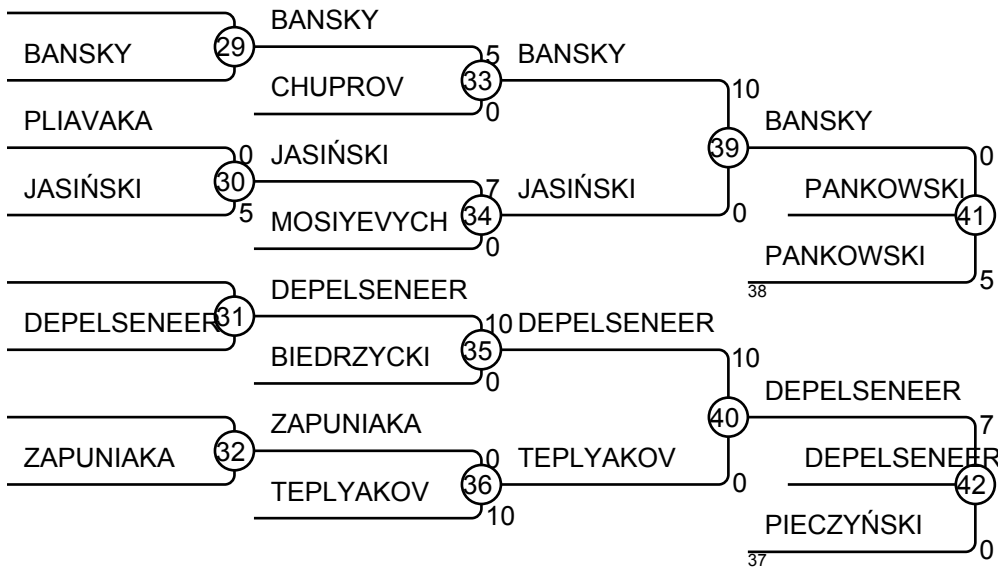 BANSKY
BANSKY
29
5
BANSKY
CHUPROV
33
10
PLIAVAKA
0
BANSKY
0
JASIŃSKI
39
0
JASIŃSKI
30
7
JASIŃSKI
PANKOWSKI
5
34
0
41
MOSIYEVYCH
0
PANKOWSKI
5
38
DEPELSENEER
DEPELSENEER
31
10
DEPELSENEER
BIEDRZYCKI
35
10
0
DEPELSENEER
40
7
ZAPUNIAKA
ZAPUNIAKA
32
0
TEPLYAKOV
DEPELSENEER
0
TEPLYAKOV
36
42
10
PIECZYŃSKI
0
37